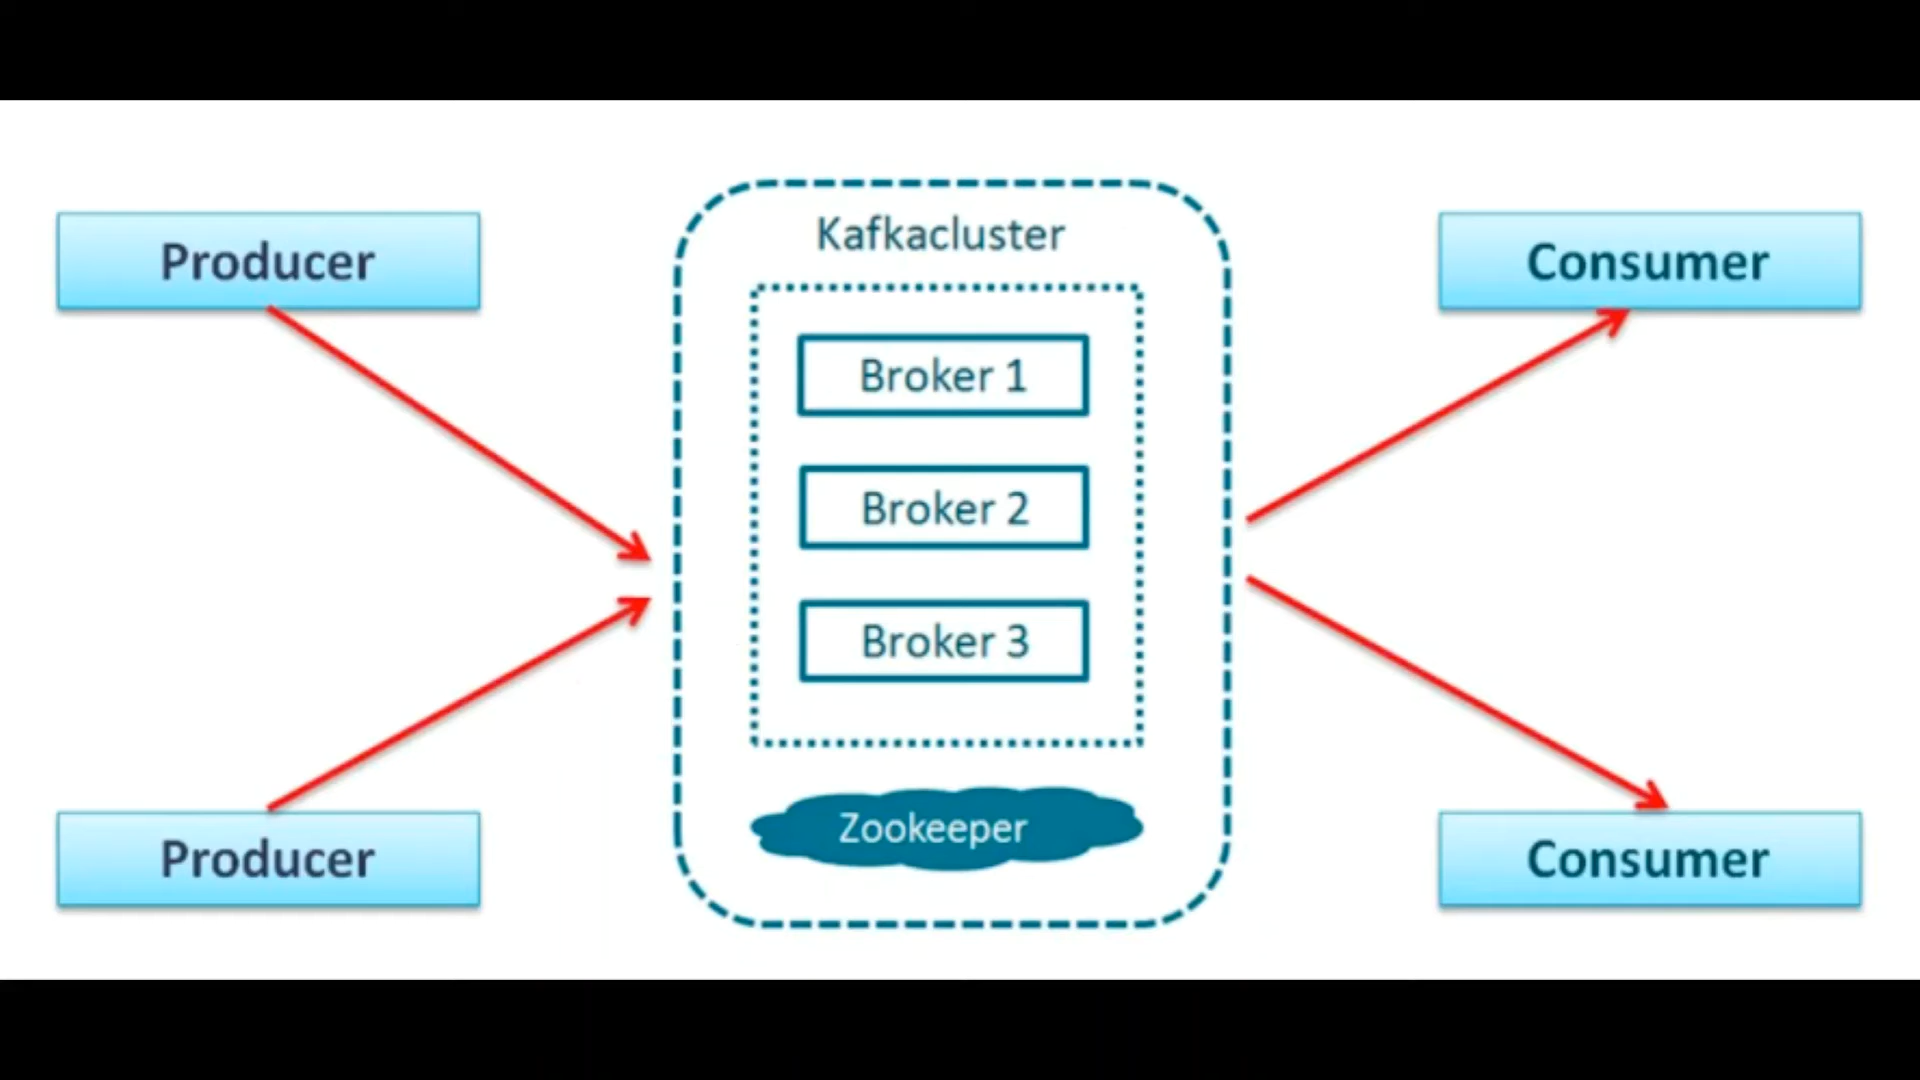 Producer
Producer
Kafkacluster
Broker 1
Broker 2
Broker 3
Zookeeper
Consumer
Consumer